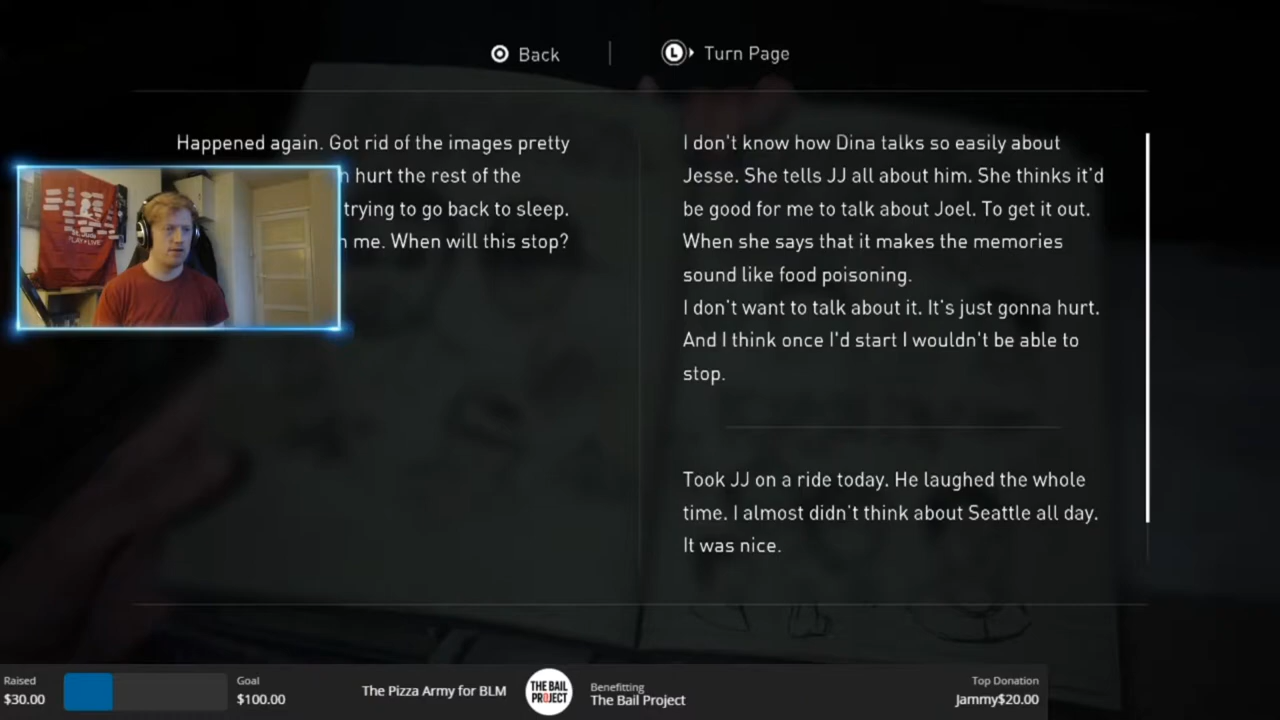 Back
Turn Page
Happened again. Got rid of the images pretty
hurt the rest of the
trying to go back to sleep.
me. When will this stop?
I don't know how Dina talks so easily about
Jesse. She tells JJ all about him. She thinks it'd
be good for me to talk about Joel. To get it out.
When she says that it makes the memories
sound like food poisoning.
I don't want to talk about it. It's just gonna hurt.
And I think once I'd start I wouldn't be able to
stop.
Took JJ on a ride today. He laughed the whole
time. I almost didn't think about Seattle all day.
It was nice.
PLAY LIVE
Raised
$30.00
Goal
$100.00
The Pizza Army for BLM
THE BAIL
PROJECT
Benefitting
The Bail Project
Top Donation
Jammy$20.00